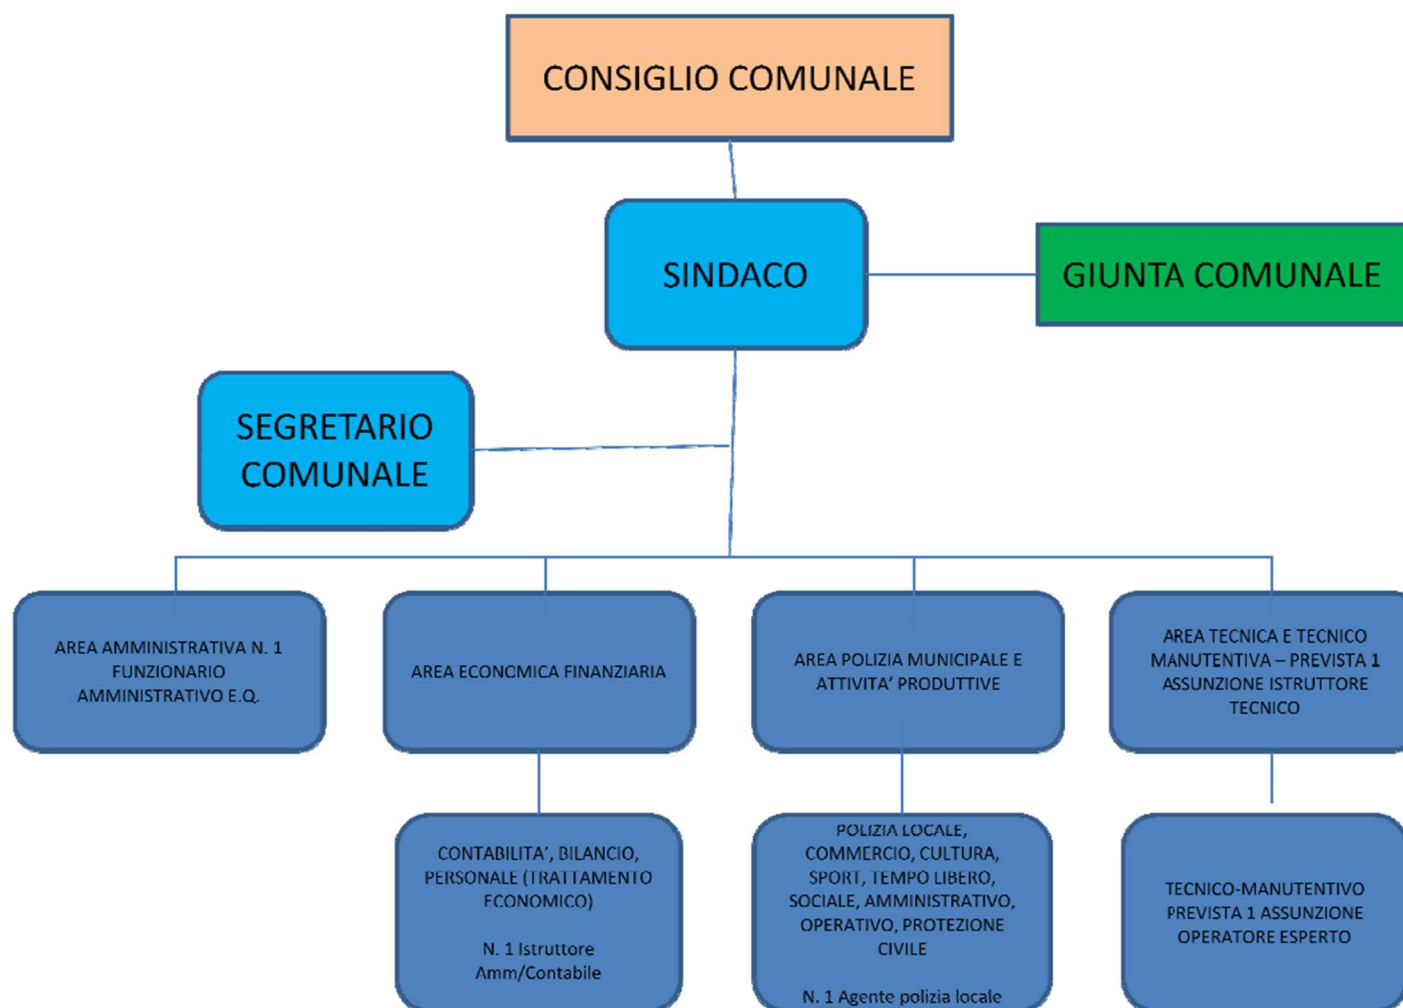 CONSIGLIO COMUNALE
SINDACO
GIUNTA COMUNALE
SEGRETARIO
COMUNALE
AREA AMMINISTRATIVA N. 1
FUNZIONARIO
AMMINISTRATIVO E.Q.
AREA ECONOMICA FINANZIARIA
AREA POLIZIA MUNICIPALE E
ATTIVITA’ PRODUTTIVE
AREA TECNICA E TECNICO
MANUTENTIVA – PREVISTA 1
ASSUNZIONE ISTRUTTORE
TECNICO
CONTABILITA’, BILANCIO,
PERSONALE (TRATTAMENTO
ECONOMICO)
N. 1 Istruttore
Amm/Contabile
POLIZIA LOCALE,
COMMERCIO, CULTURA,
SPORT, TEMPO LIBERO,
SOCIALE, AMMINISTRATIVO,
OPERATIVO, PROTEZIONE
CIVILE
N. 1 Agente polizia locale
TECNICO-MANUTENTIVO
PREVISTA 1 ASSUNZIONE
OPERATORE ESPERTO